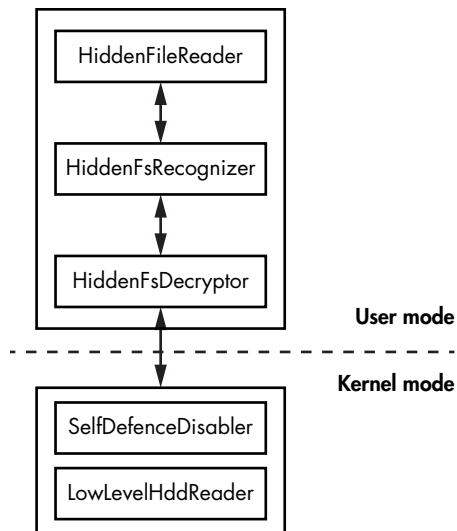 HiddenFileReader
HiddenFsRecognizer
HiddenFsDecryptor
User mode
Kernel mode
SelfDefenceDisabler
LowLevelHddReader